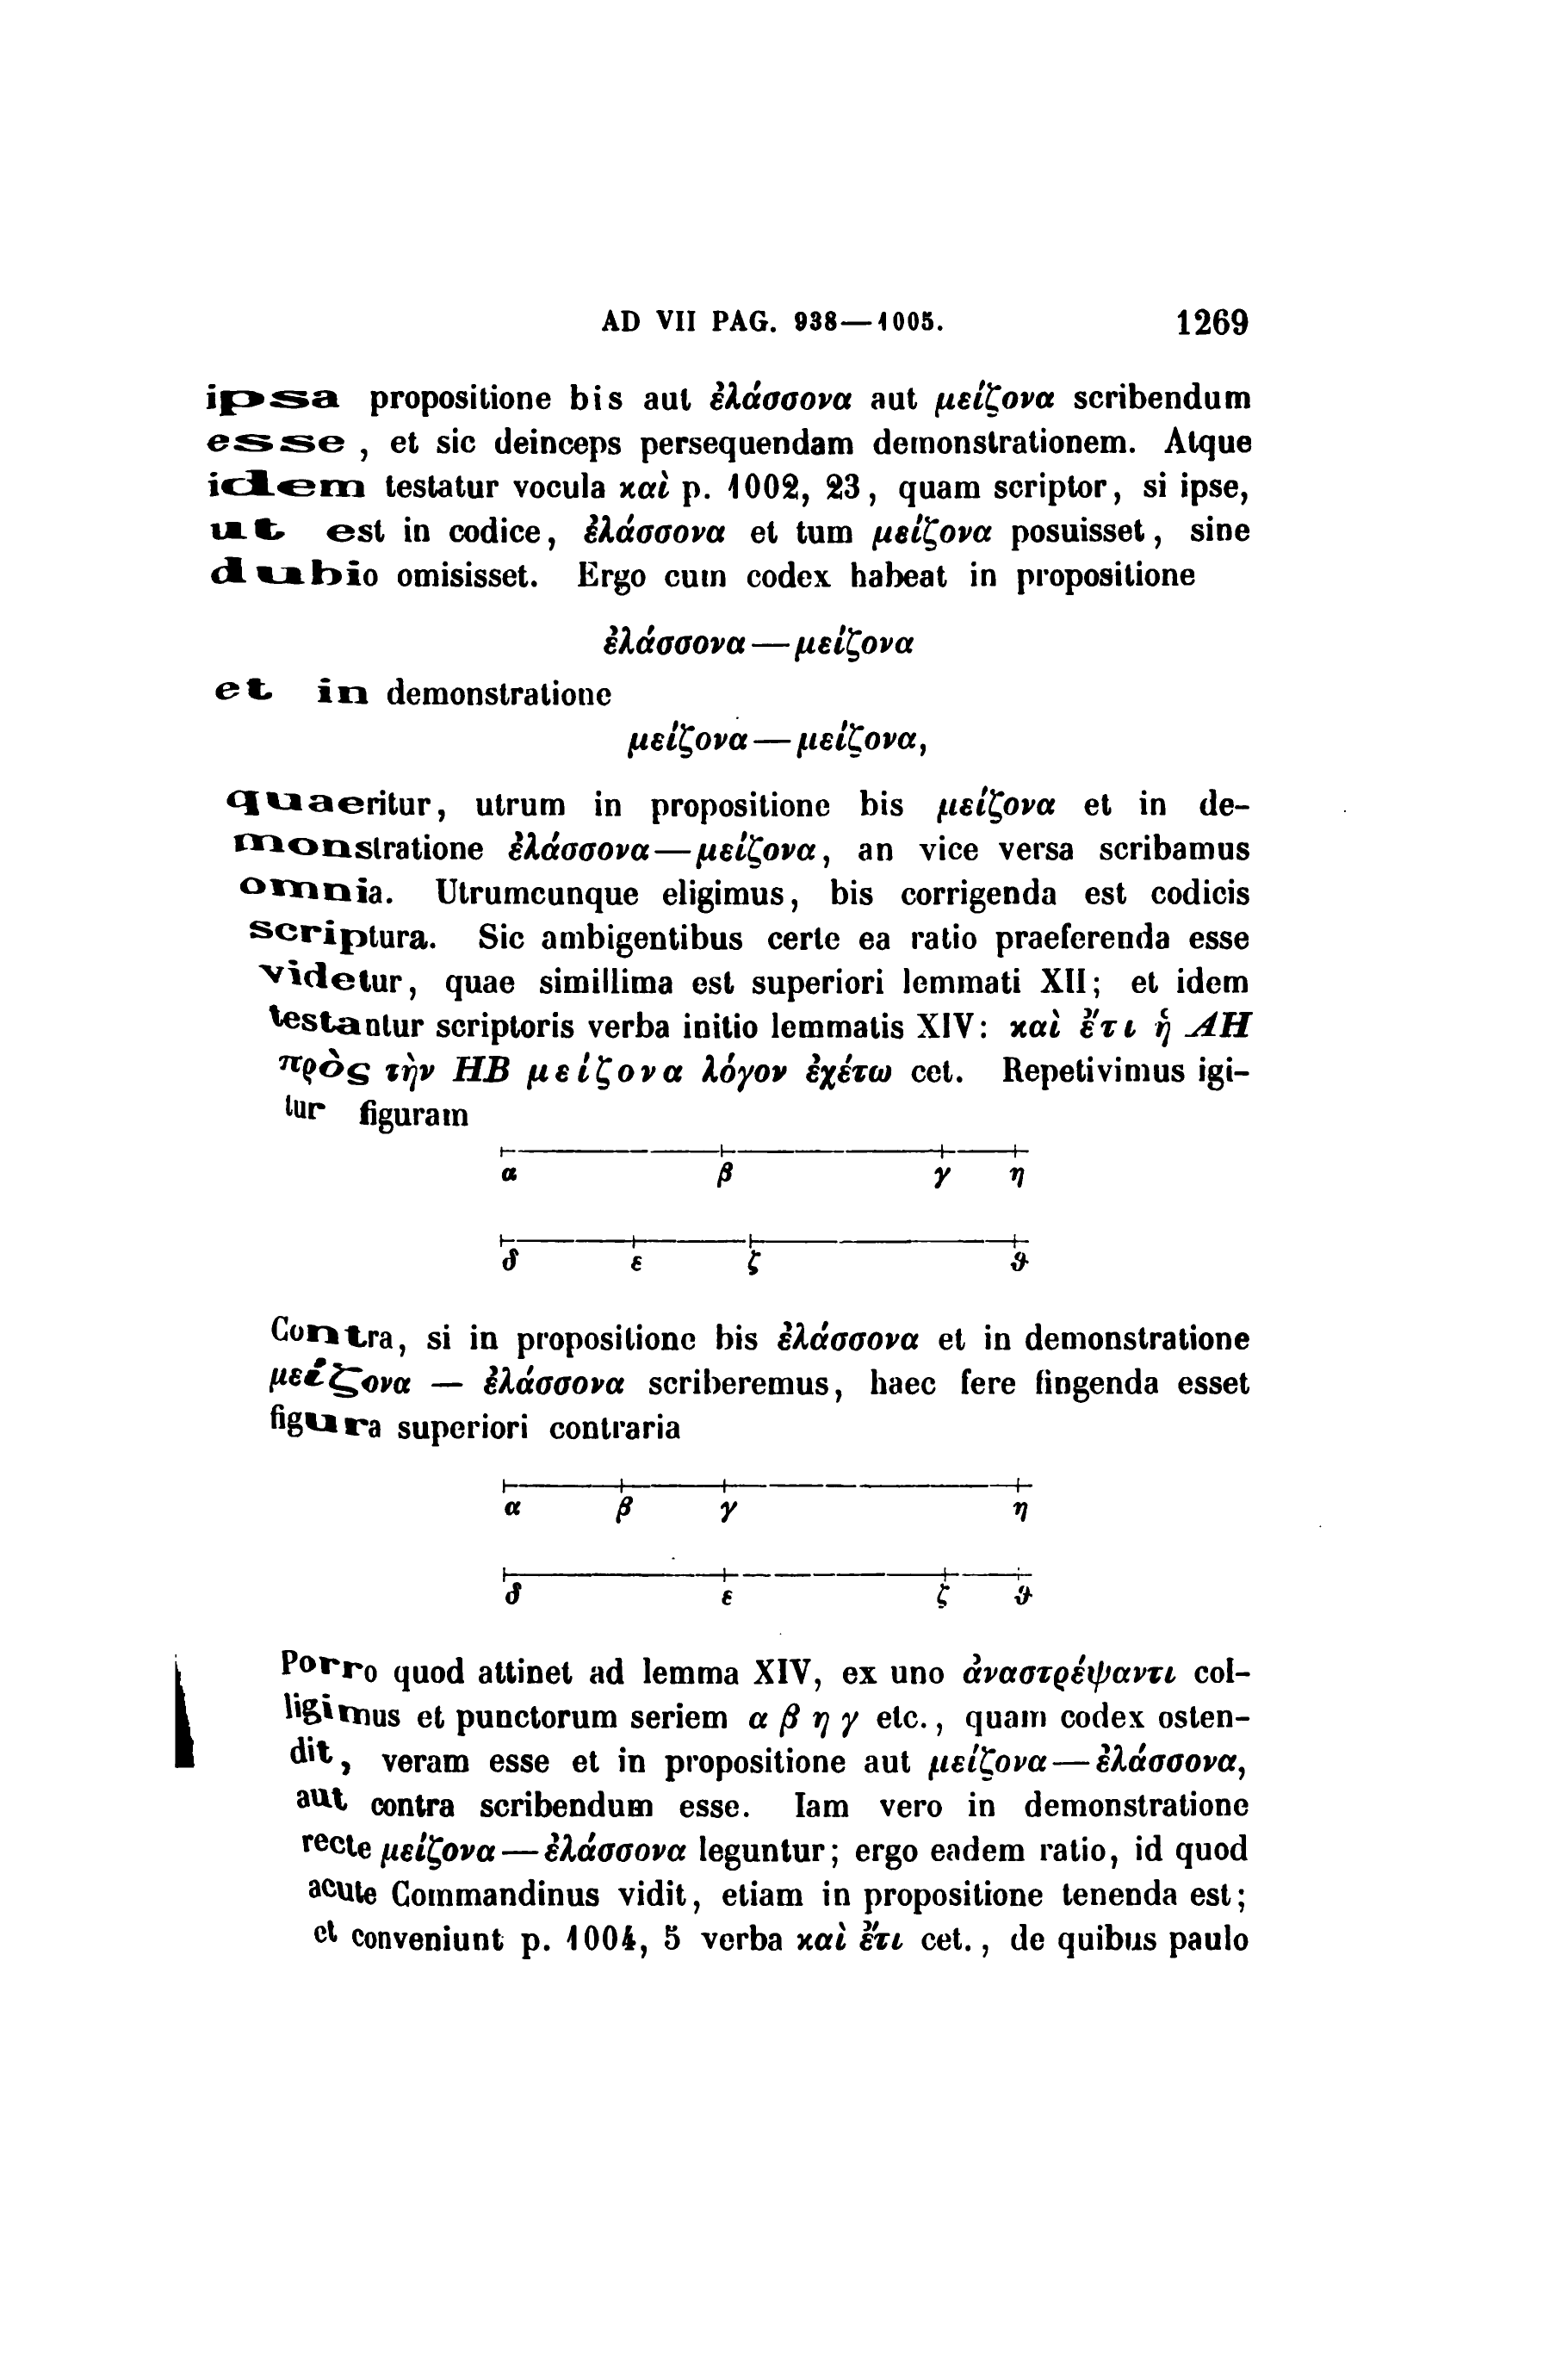 AD VII PAG. 938—1005. 1269
ipsa propositione bis aut ἐλάσσονα aut μείζονα scribendum
esse, et sic deinceps persequendam demonstrationem. Atque
idem testatur vocula καὶ p. 1002, 23, quam scriptor, si ipse,
ut est in codice, ἐλάσσονα et tum μείζονα posuisset, sine
dubio omisisset. Ergo cum codex habeat in propositione
ἐλάσσονα — μείζονα
et in demonstratione
μείζονα — μείζονα,
quaeritur, utrum in propositione bis μείζονα et in de-
monstratione ἐλάσσονα — μείζονα, an vice versa scribamus
omnia. Utrumcunque eligimus, bis corrigenda est codicis
scriptura. Sic ambigentibus certe ea ratio praeferenda esse
videtur, quae simillima est superiori lemmati XII; et idem
testantur scriptoris verba initio lemmatis XIV: καὶ ἔτι ἡ ΑΗ
πρὸς τὴν ΗΒ μείζονα λόγον ἐχέτω cet. Repetivimus igi-
tur figuram
α β γ η
δ ε ζ ϑ
Contra, si in propositione bis ἐλάσσονα et in demonstratione
μείζονα — ἐλάσσονα scriberemus, haec fere fingenda esset
figura superiori contraria
α β γ η
δ ε ζ ϑ
Porro quod attinet ad lemma XIV, ex uno ἀναστρέψαντι col-
ligimus et punctorum seriem α β η γ etc., quam codex osten-
dit, veram esse et in propositione aut μείζονα — ἐλάσσονα,
aut contra scribendum esse. Iam vero in demonstratione
recte μείζονα — ἐλάσσονα leguntur; ergo eadem ratio, id quod
acute Commandinus vidit, etiam in propositione tenenda est;
et conveniunt p. 1004, 5 verba καὶ ἔτι cet., de quibus paulo